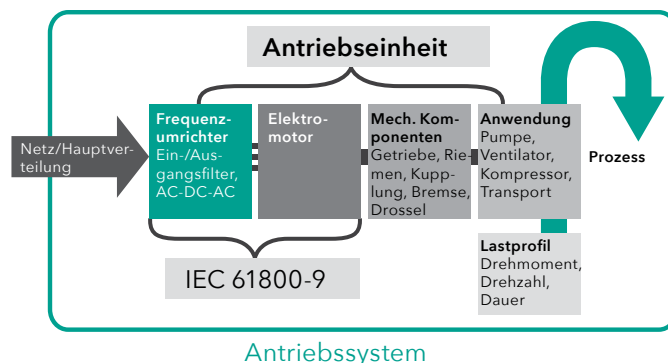 Antriebseinheit
Netz/Hauptver-
teilung
Frequenz-
umrichter
Ein-/Aus-
gangsfilter,
AC-DC-AC
Elektro-
motor
Mech. Kom-
ponenten
Getriebe, Rie-
men, Kupp-
lung, Bremse,
Drossel
Anwendung
Pumpe,
Ventilator,
Kompressor,
Transport
Prozess
Lastprofil
Drehmoment,
Drehzahl,
Dauer
IEC 61800-9
Antriebssystem